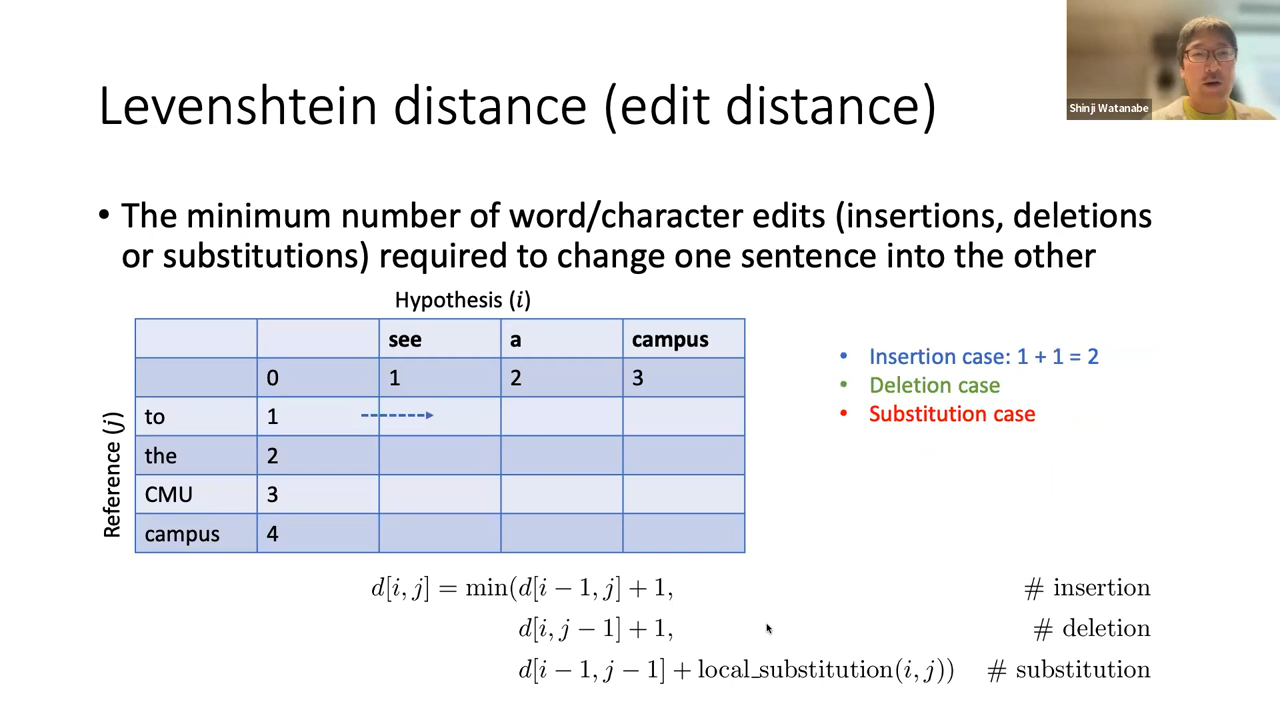 Shinji Watanabe
Levenshtein distance (edit distance)
• The minimum number of word/character edits (insertions, deletions
or substitutions) required to change one sentence into the other
Hypothesis (i)
see a campus
0 1 2 3
Reference (j)
to 1
the 2
CMU 3
campus 4
• Insertion case: 1 + 1 = 2
• Deletion case
• Substitution case
d[i, j] = min(d[i − 1, j] + 1, # insertion
d[i, j − 1] + 1, # deletion
d[i − 1, j − 1] + local_substitution(i, j)) # substitution